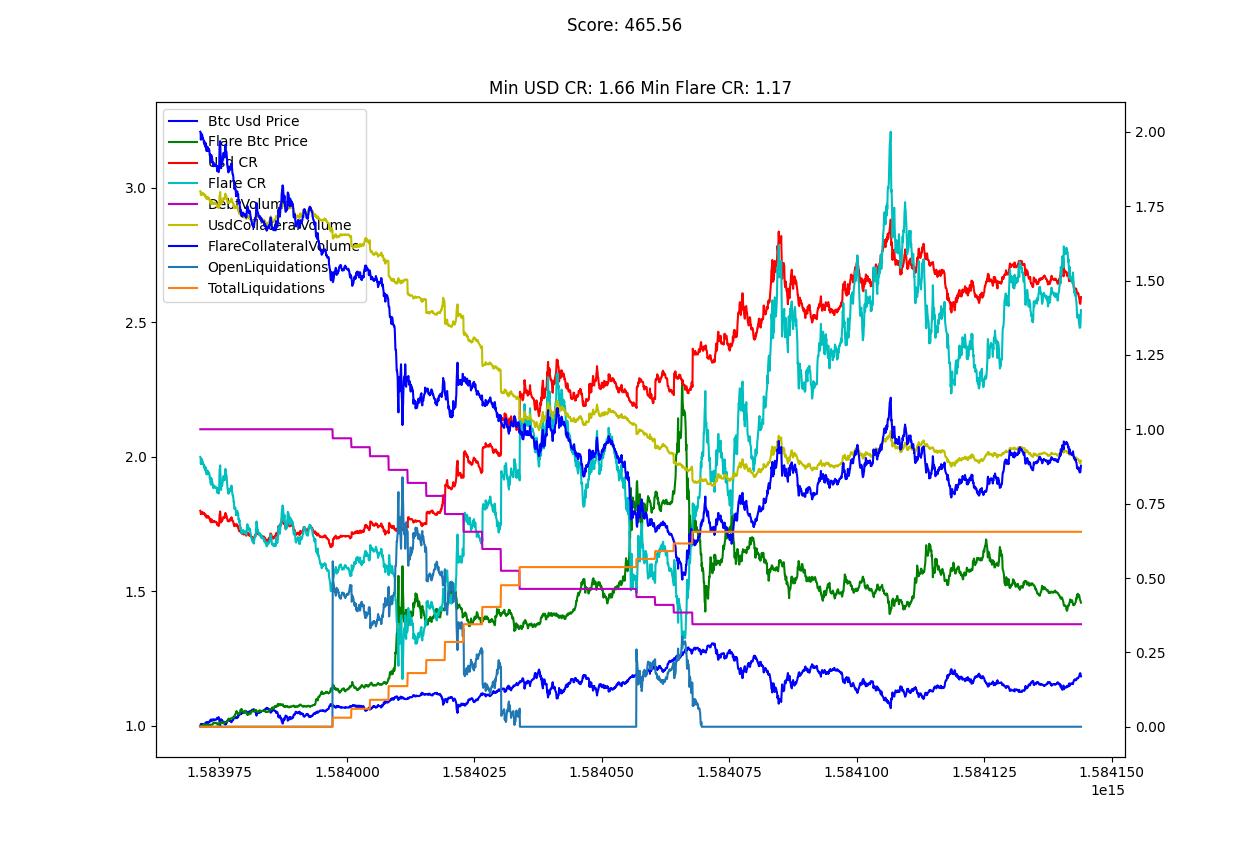 Score: 465.56
Min USD CR: 1.66 Min Flare CR: 1.17
Btc Usd Price
Flare Btc Price
Usd CR
Flare CR
DebtVolume
UsdCollateralVolume
FlareCollateralVolume
OpenLiquidations
TotalLiquidations
3.0
2.5
2.0
1.5
1.0
2.00
1.75
1.50
1.25
1.00
0.75
0.50
0.25
0.00
1.583975
1.584000
1.584025
1.584050
1.584075
1.584100
1.584125
1.584150
1e15